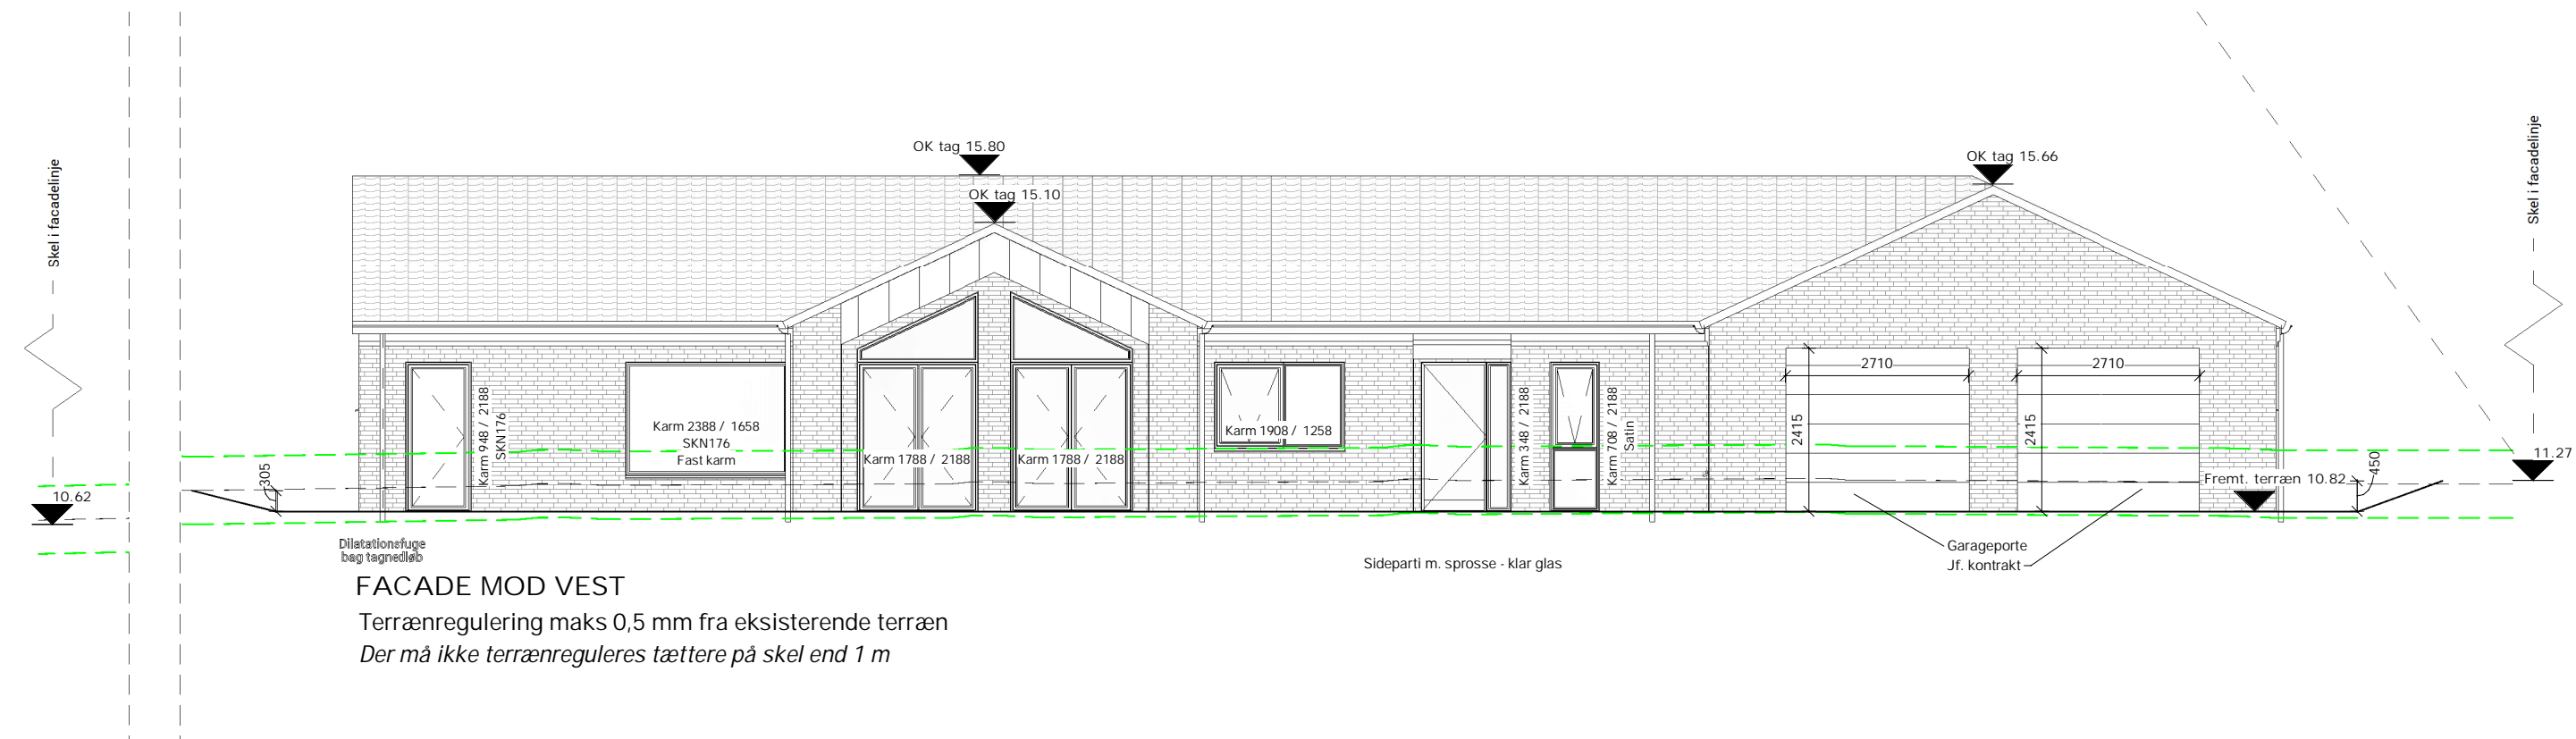 OK tag 15.80
OK tag 15.66
OK tag 15.10
Skel i facadelinje
Skel i facadelinje
2710
2710
2415
2415
Karm 948 / 2188
SKN176
Karm 2388 / 1658
SKN176
Fast karm
Karm 1788 / 2188
Karm 1788 / 2188
Karm 1908 / 1258
Karm 348 / 2188
Karm 708 / 2188
Satin
305
450
10.62
11.27
Fremt. terræn 10.82
Dilatationsfuge
bag tagnedløb
Sideparti m. sprosse - klar glas
Garageporte
Jf. kontrakt
FACADE MOD VEST
Terrænregulering maks 0,5 mm fra eksisterende terræn
Der må ikke terrænreguleres tættere på skel end 1 m